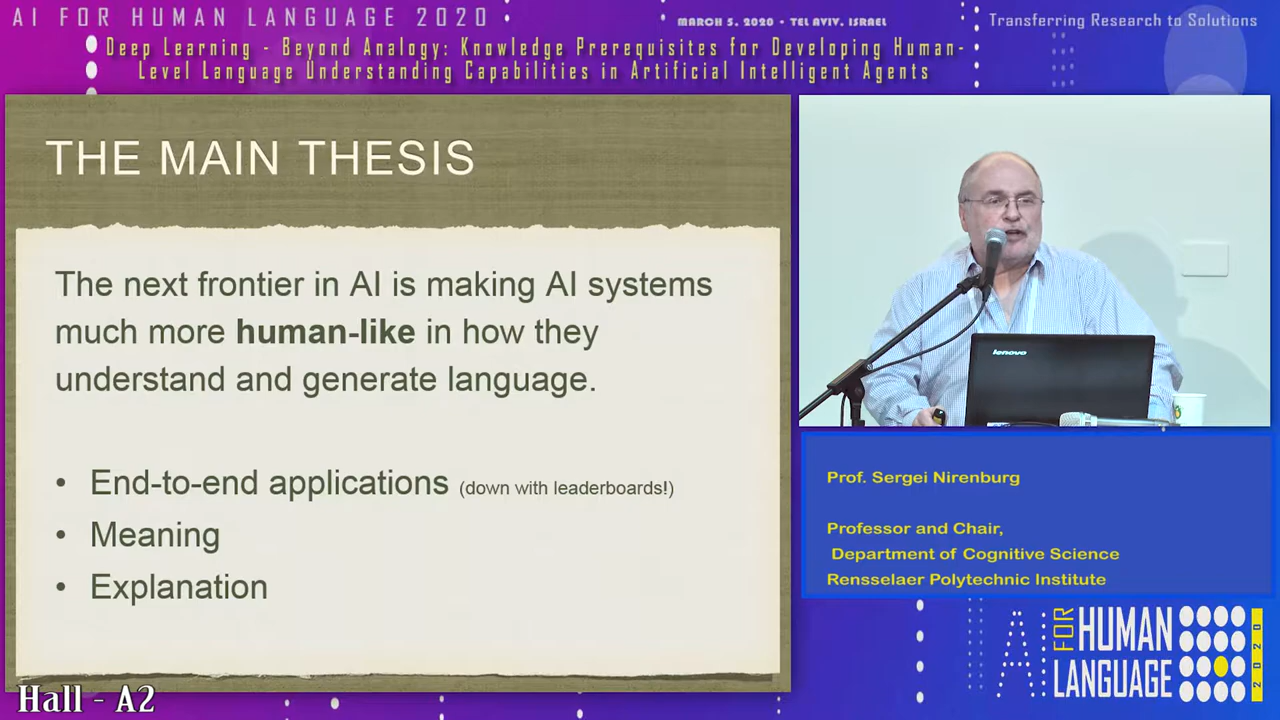 AI FOR HUMAN LANGUAGE 2020
MARCH 5, 2020 - TEL AVIV, ISRAEL
Transferring Research to Solutions
Deep Learning - Beyond Analogy: Knowledge Prerequisites for Developing Human-
Level Language Understanding Capabilities in Artificial Intelligent Agents
THE MAIN THESIS
The next frontier in AI is making AI systems
much more human-like in how they
understand and generate language.
• End-to-end applications (down with leaderboards!)
• Meaning
• Explanation
lenovo
Prof. Sergei Nirenburg
Professor and Chair,
Department of Cognitive Science
Rensselaer Polytechnic Institute
AI FOR HUMAN
LANGUAGE
2020
Hall - A2